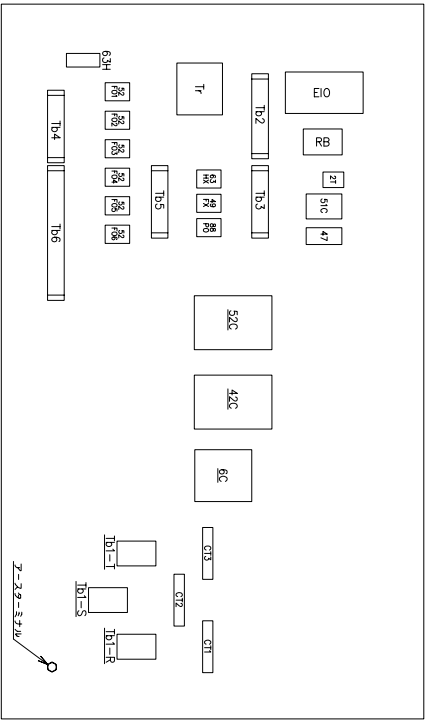 63H
Tr
EIO
52
F01
52
F02
52
F03
52
F04
52
F05
52
F06
Tb4
Tb6
Tb5
Tb2
Tb3
RB
63
HX
49
FX
88
PO
2T
51C
47
52C
42C
6C
CT3
CT2
CT1
Tb1-T
Tb1-S
Tb1-R
アースターミナル